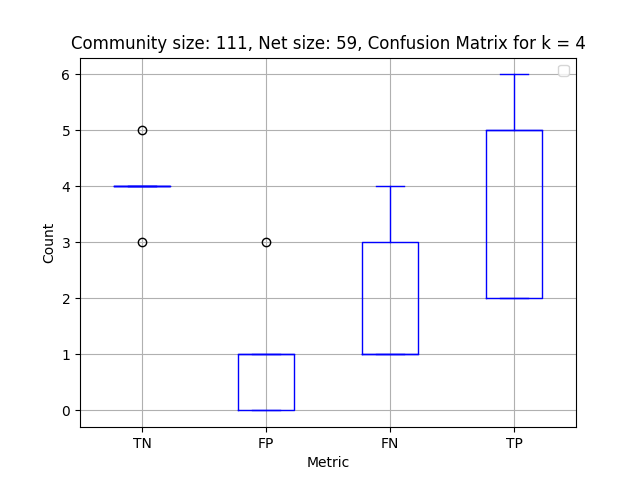 Community size: 111, Net size: 59, Confusion Matrix for k = 4
6
5
4
3
2
1
0
Count
TN FP FN TP
Metric